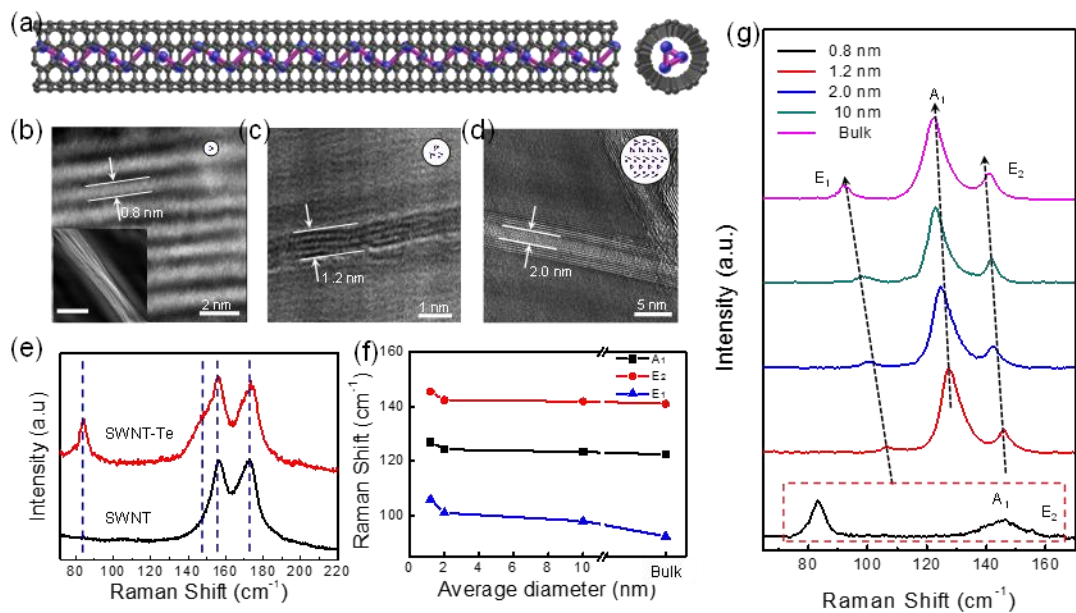 (a)
(b)
0.8 nm
2 nm
(c)
1.2 nm
1 nm
(d)
2.0 nm
5 nm
(e)
Intensity (a.u)
SWNT-Te
SWNT
60 80 100 120 140 160 180 200 220
Raman Shift (cm⁻¹)
(f)
Raman Shift (cm⁻¹)
160
140
120
100
A₁
E₂
E₁
0 2 4 6 8 10
Bulk
Average diameter (nm)
(g)
0.8 nm
1.2 nm
2.0 nm
10 nm
Bulk
E₁
A₁
E₂
A₁
E₂
Intensity (a.u.)
80 100 120 140 160
Raman Shift (cm⁻¹)